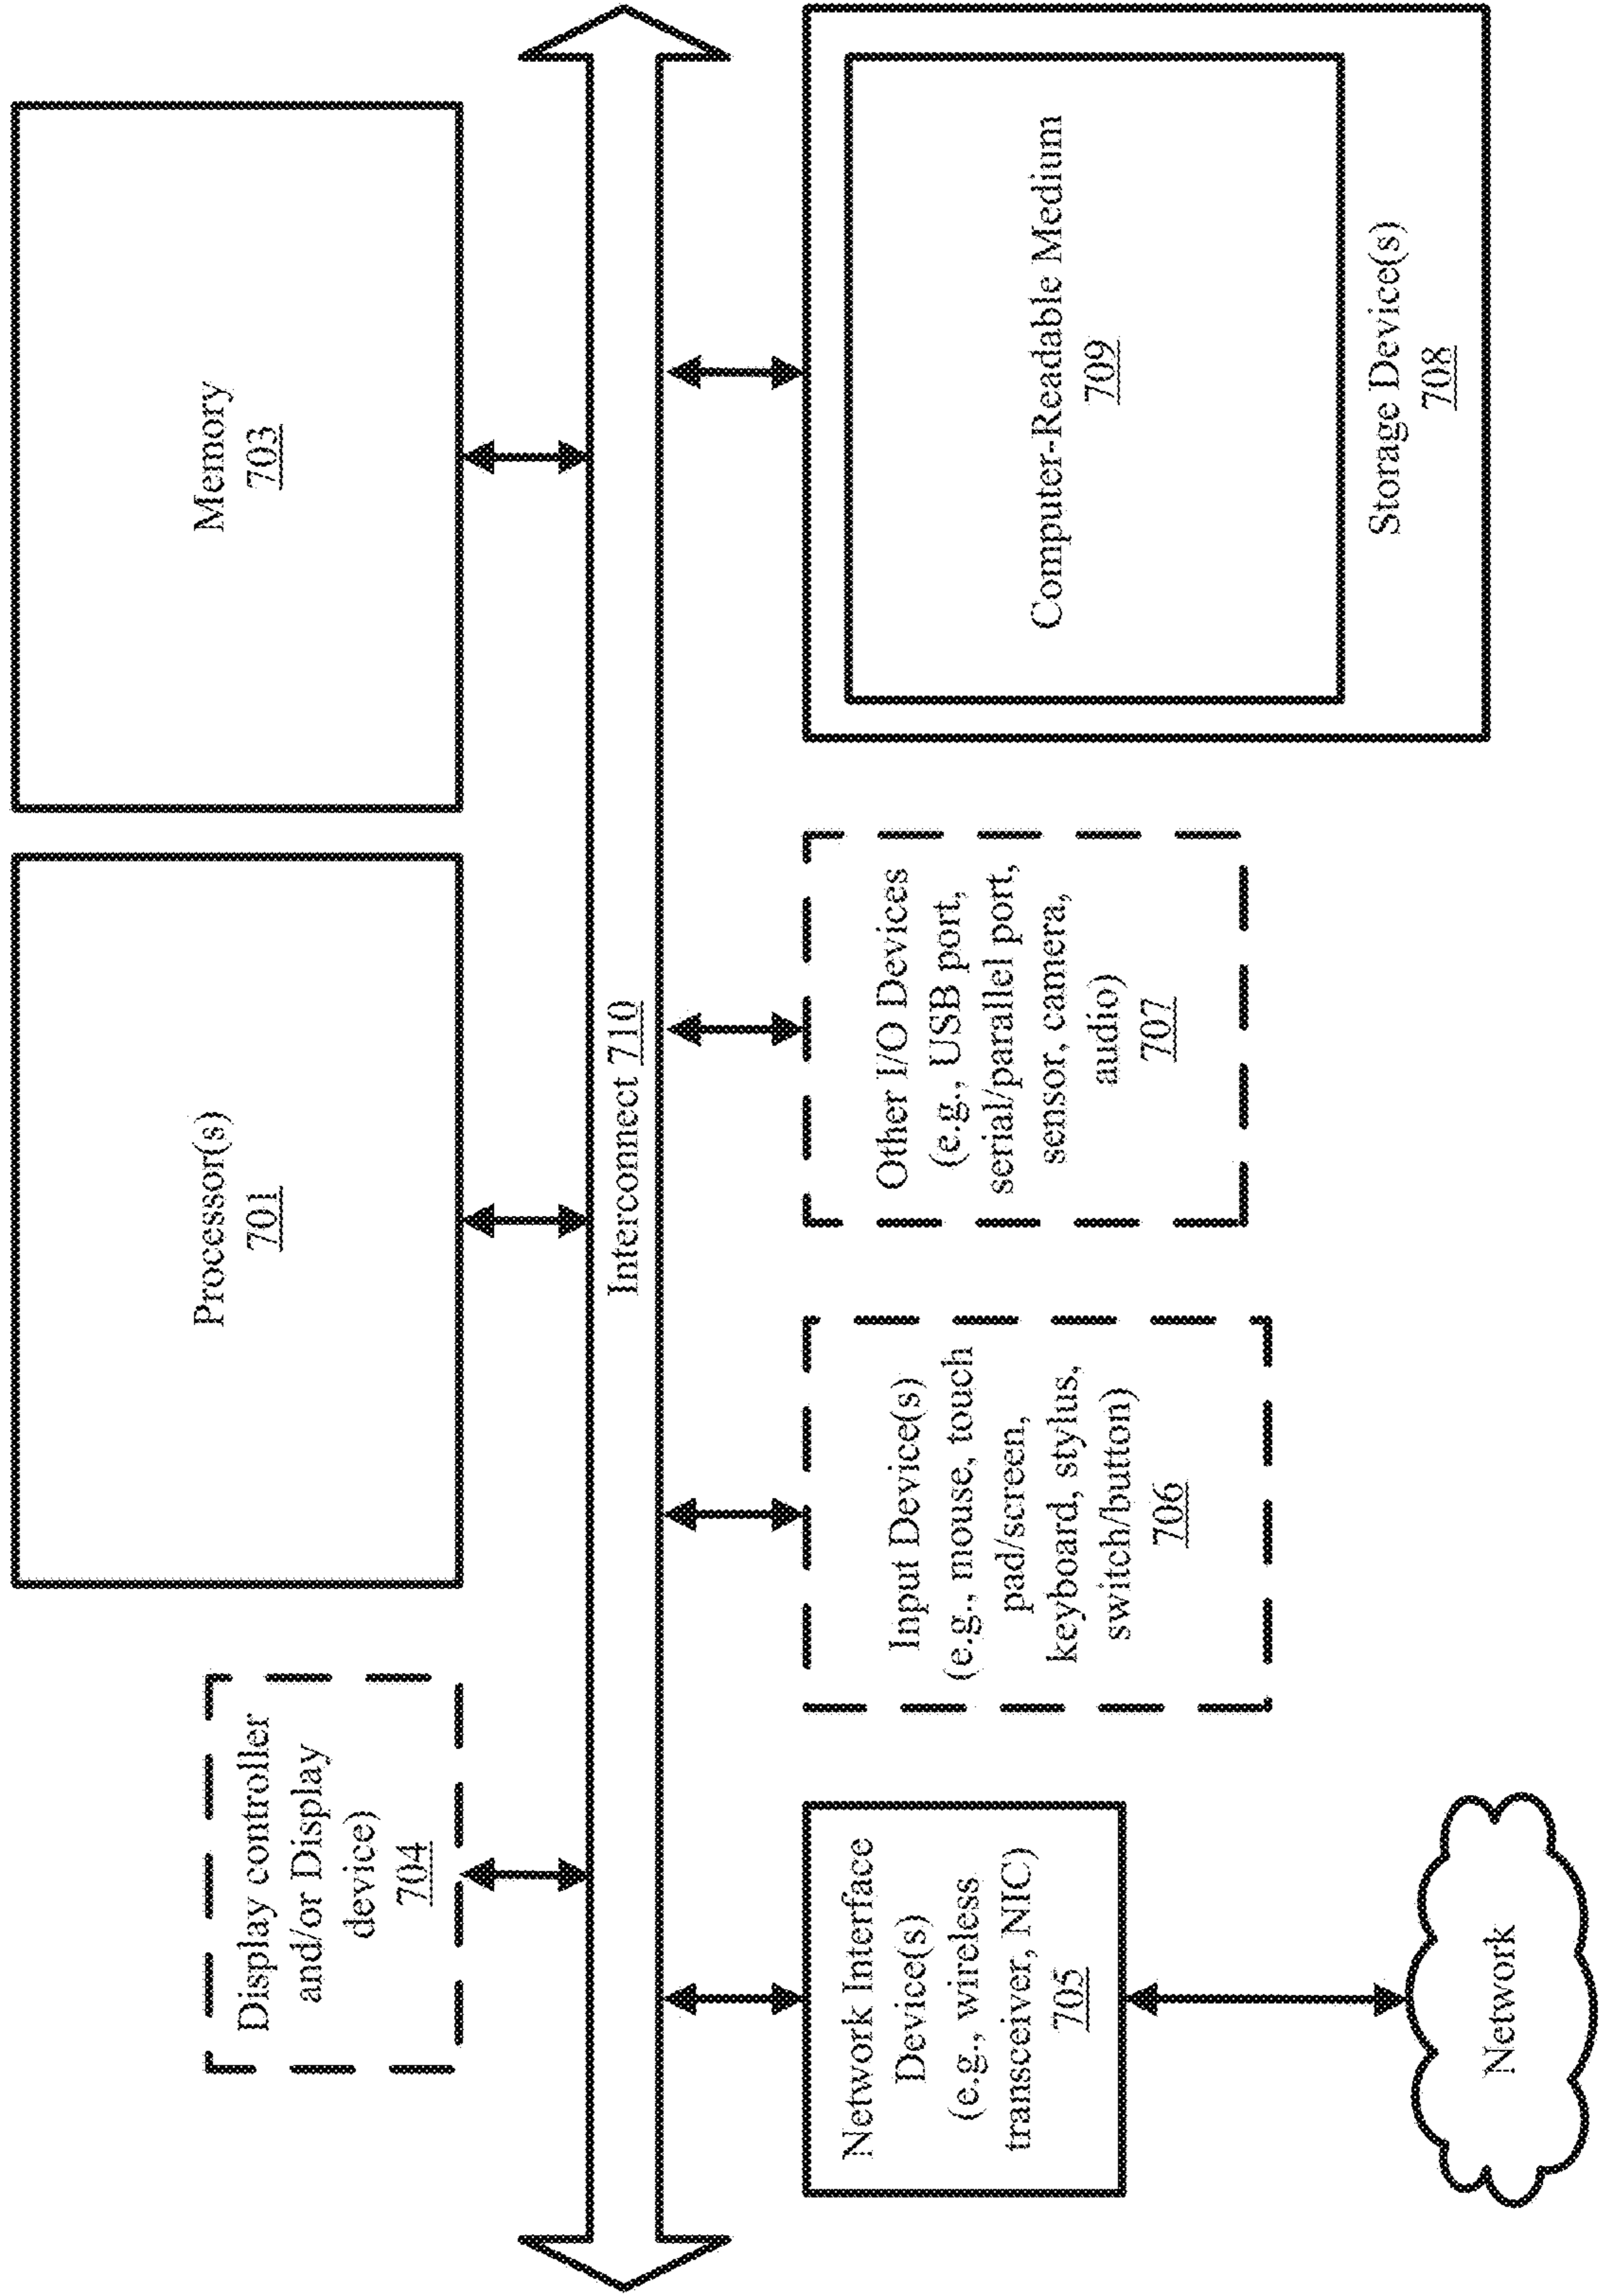 Display controller
and/or Display
device)
704
Processor(s)
701
Memory
703
Interconnect 710
Network Interface
Device(s)
(e.g., wireless
transceiver, NIC)
705
Input Device(s)
(e.g., mouse, touch
pad/screen,
keyboard, stylus,
switch/button)
706
Other I/O Devices
(e.g., USB port,
serial/parallel port,
sensor, camera,
audio)
707
Computer-Readable Medium
709
Storage Device(s)
708
Network